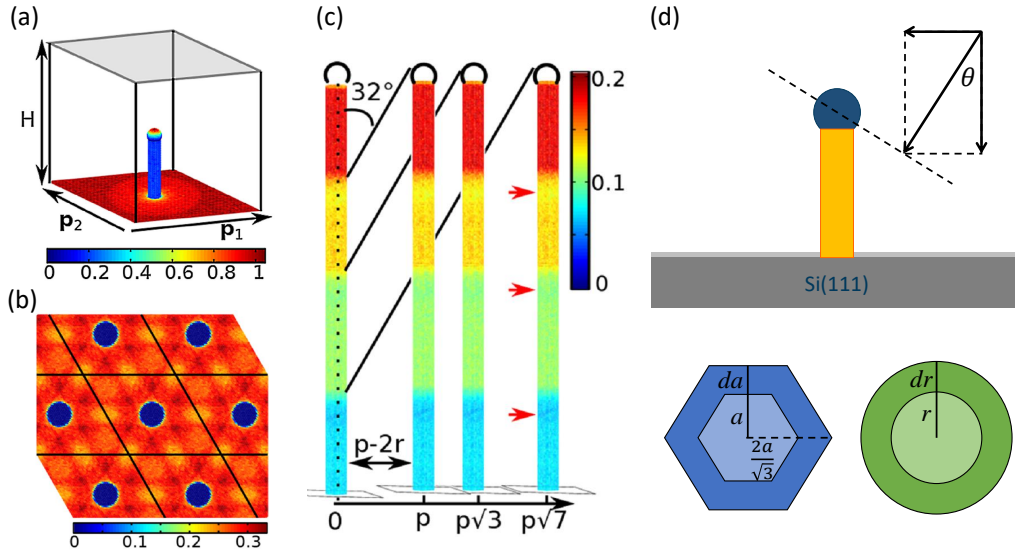 (a)
H
p₂
p₁
0 0.2 0.4 0.6 0.8 1
(b)
0 0.1 0.2 0.3
(c)
32°
0.2
0.1
0
p-2r
0 p p√3 p√7
(d)
θ
Si(111)
da
a
2a
√3
dr
r